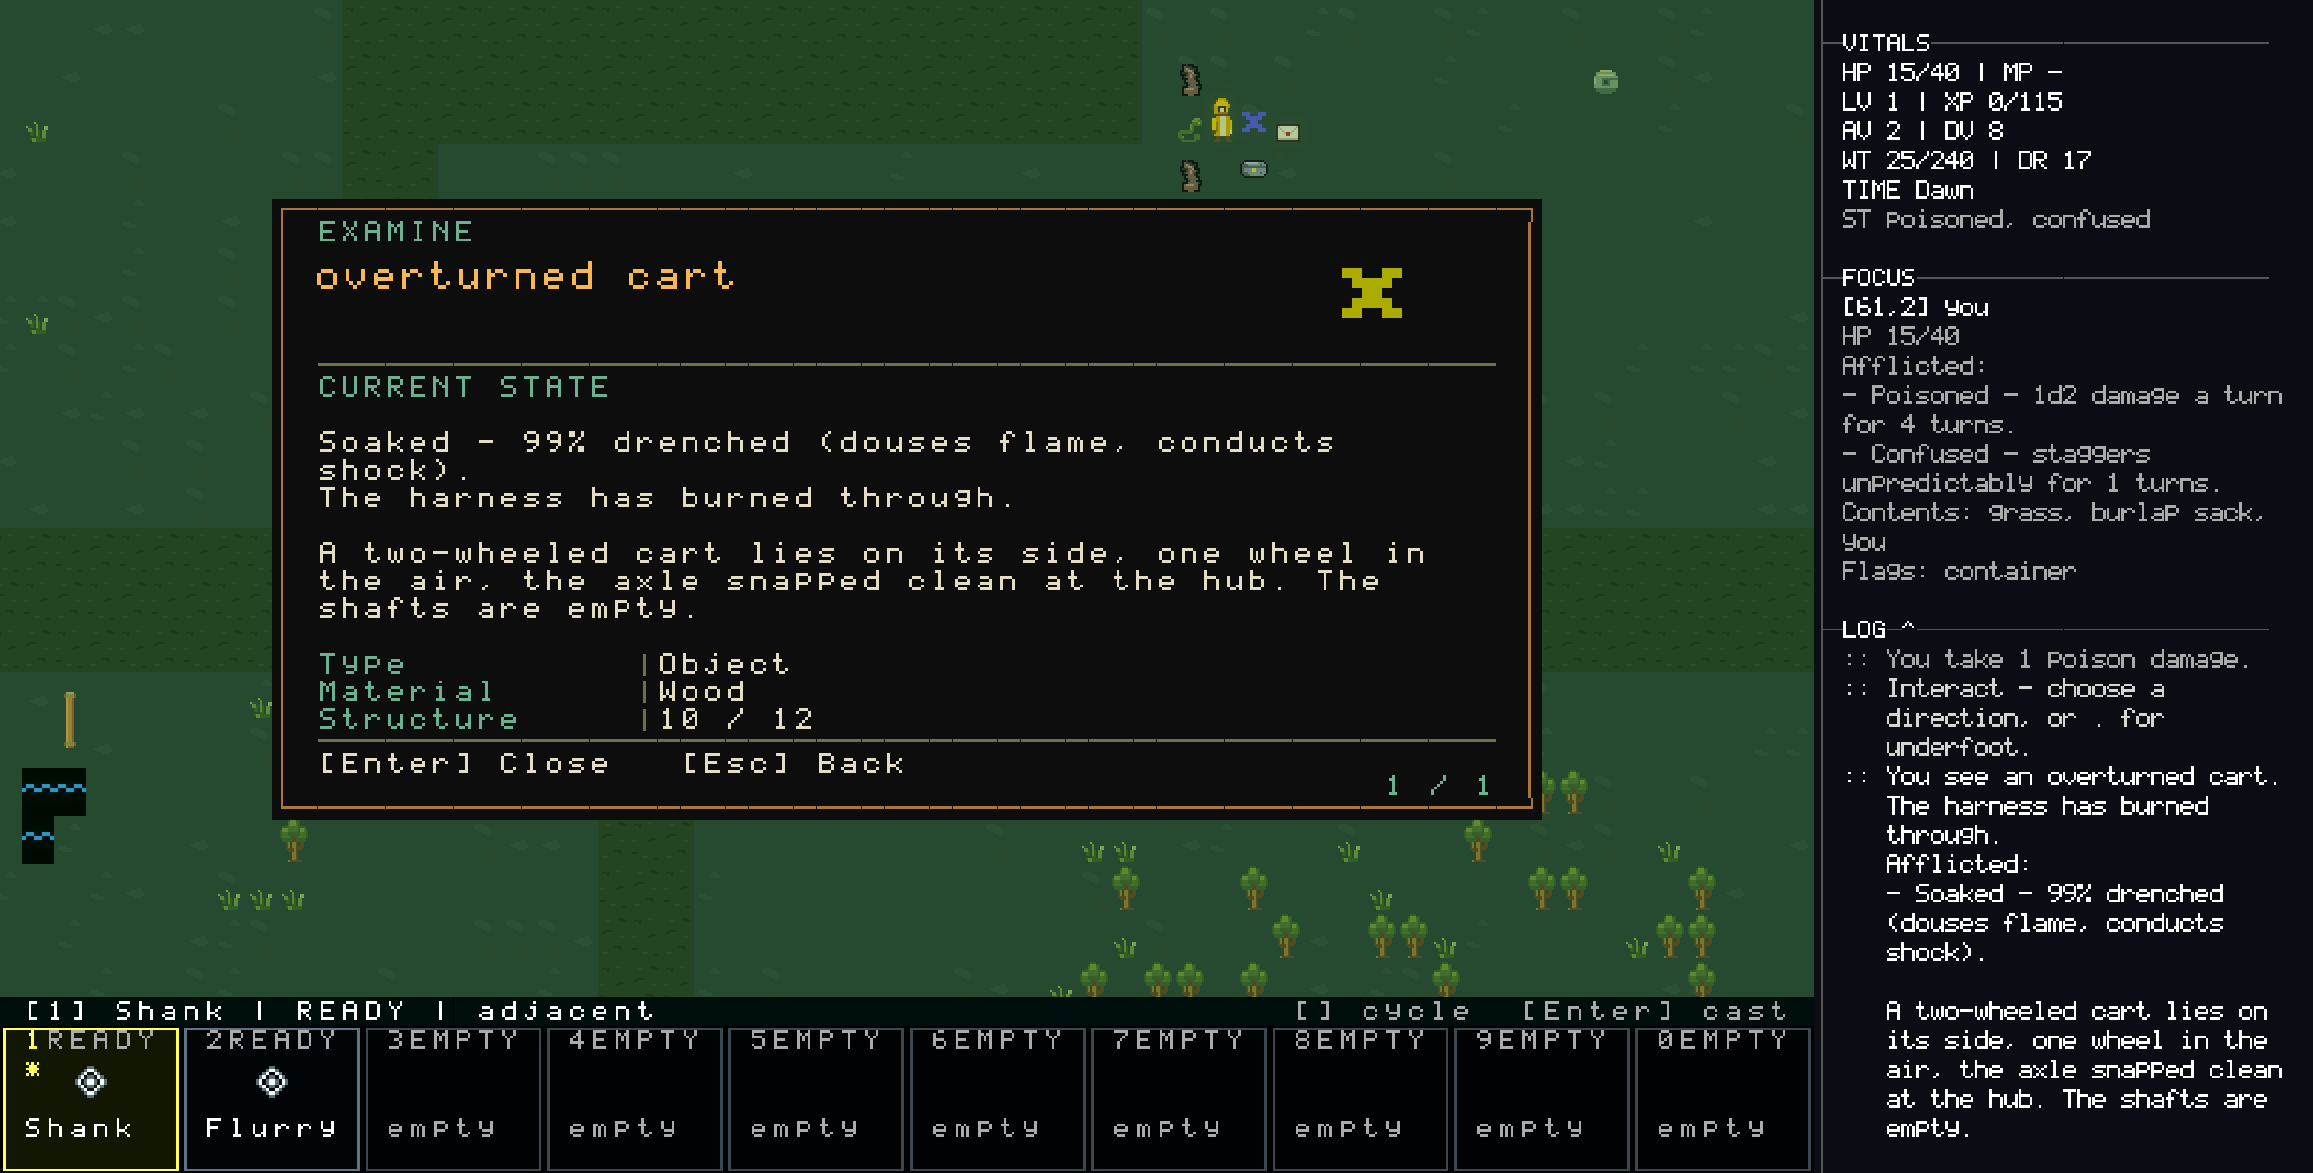 EXAMINE
overturned cart
CURRENT STATE
Soaked - 99% drenched (douses flame, conducts
shock).
The harness has burned through.
A two-wheeled cart lies on its side, one wheel in
the air, the axle snapped clean at the hub. The
shafts are empty.
Type | Object
Material | Wood
Structure | 10 / 12
[Enter] Close [Esc] Back
1 / 1
[1] Shank | READY | adjacent
[] cycle [Enter] cast
1READY 2READY 3EMPTY 4EMPTY 5EMPTY 6EMPTY 7EMPTY 8EMPTY 9EMPTY 0EMPTY
*
Shank Flurry empty empty empty empty empty empty empty empty
VITALS
HP 15/40 | MP -
LV 1 | XP 0/115
AV 2 | DV 8
WT 25/240 | DR 17
TIME Dawn
ST Poisoned, confused
FOCUS
[61,2] You
HP 15/40
Afflicted:
- Poisoned - 1d2 damage a turn
for 4 turns.
- Confused - staggers
unpredictably for 1 turns.
Contents: grass, burlap sack,
You
Flags: container
LOG ^
:: You take 1 poison damage.
:: Interact - choose a
direction, or . for
underfoot.
:: You see an overturned cart.
The harness has burned
through.
Afflicted:
- Soaked - 99% drenched
(douses flame, conducts
shock).
A two-wheeled cart lies on
its side, one wheel in the
air, the axle snapped clean
at the hub. The shafts are
empty.